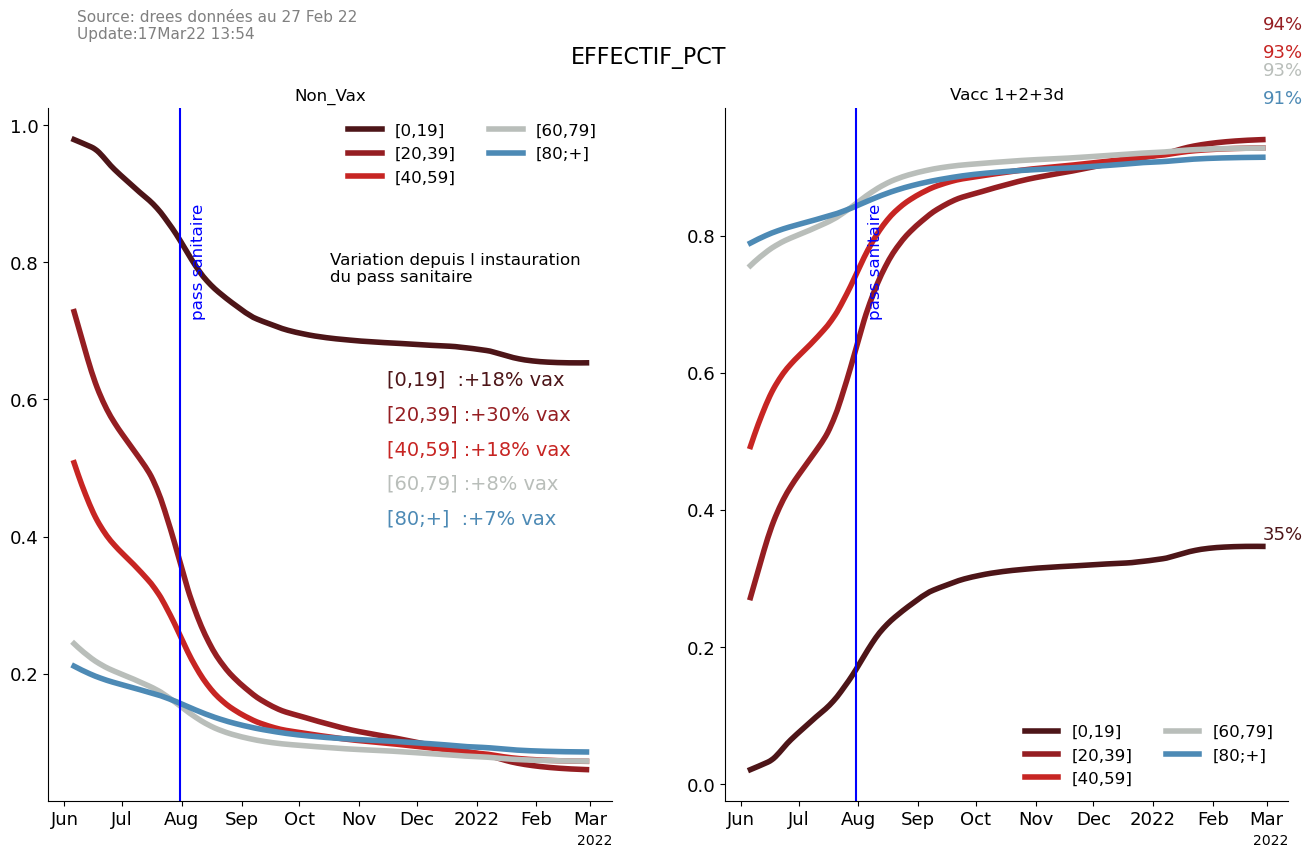 Source: drees données au 27 Feb 22
Update:17Mar22 13:54
EFFECTIF_PCT
94%
93%
93%
91%
Non_Vax
1.0
0.8
0.6
0.4
0.2
[0,19]
[20,39]
[40,59]
[60,79]
[80;+]
pass sanitaire
Variation depuis l instauration
du pass sanitaire
[0,19] :+18% vax
[20,39] :+30% vax
[40,59] :+18% vax
[60,79] :+8% vax
[80;+] :+7% vax
Jun Jul Aug Sep Oct Nov Dec 2022 Feb Mar
2022
Vacc 1+2+3d
0.8
0.6
0.4
0.2
0.0
pass sanitaire
35%
[0,19]
[20,39]
[40,59]
[60,79]
[80;+]
Jun Jul Aug Sep Oct Nov Dec 2022 Feb Mar
2022